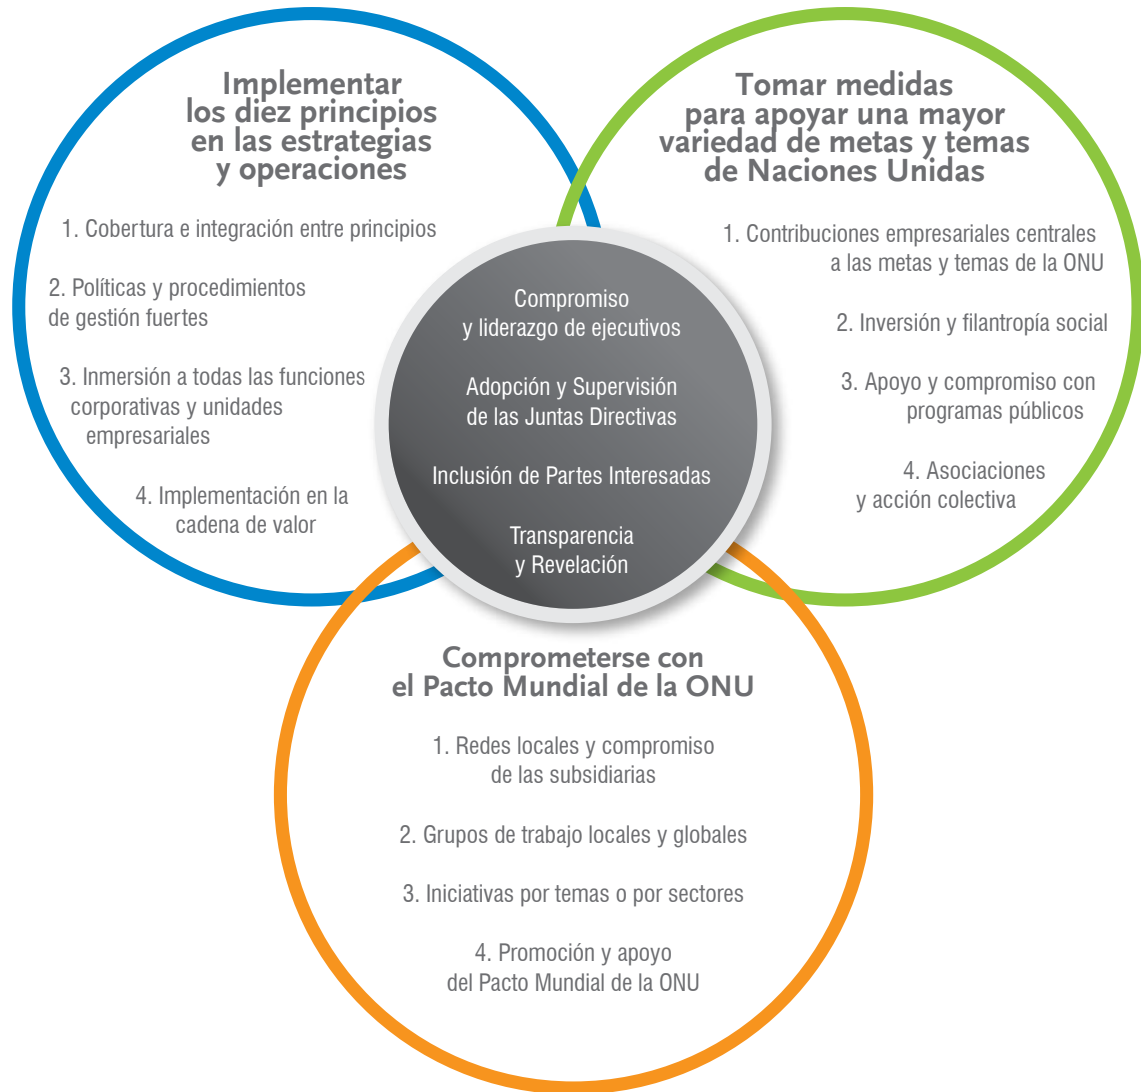 Implementar
los diez principios
en las estrategias
y operaciones
1. Cobertura e integración entre principios
2. Políticas y procedimientos
de gestión fuertes
3. Inmersión a todas las funciones
corporativas y unidades
empresariales
4. Implementación en la
cadena de valor
Tomar medidas
para apoyar una mayor
variedad de metas y temas
de Naciones Unidas
1. Contribuciones empresariales centrales
a las metas y temas de la ONU
2. Inversión y filantropía social
3. Apoyo y compromiso con
programas públicos
4. Asociaciones
y acción colectiva
Compromiso
y liderazgo de ejecutivos
Adopción y Supervisión
de las Juntas Directivas
Inclusión de Partes Interesadas
Transparencia
y Revelación
Comprometerse con
el Pacto Mundial de la ONU
1. Redes locales y compromiso
de las subsidiarias
2. Grupos de trabajo locales y globales
3. Iniciativas por temas o por sectores
4. Promoción y apoyo
del Pacto Mundial de la ONU